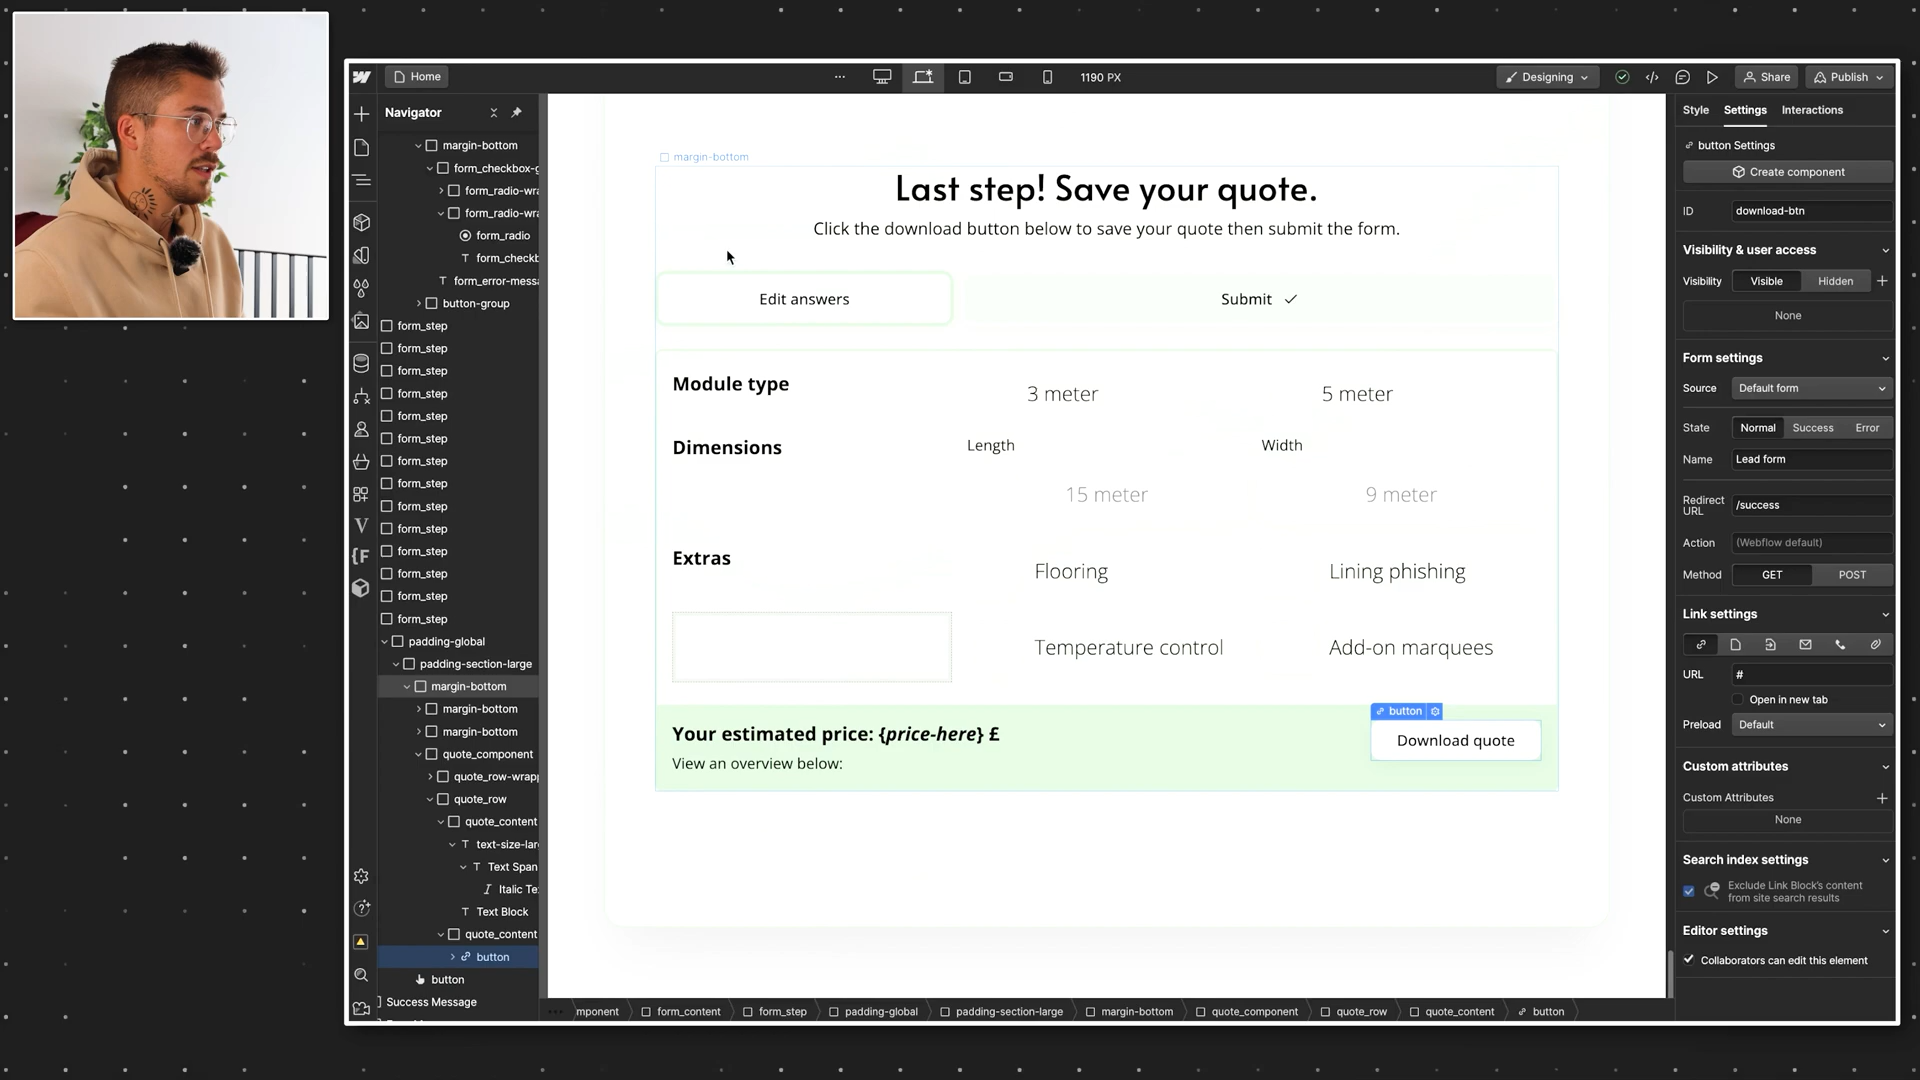 Home
1190 PX
Designing
Share
Publish
Navigator
margin-bottom
form_checkbox-g
form_radio-wra
form_radio-wra
form_radio
form_checkb
form_error-messa
button-group
form_step
form_step
form_step
form_step
form_step
form_step
form_step
form_step
form_step
form_step
form_step
form_step
form_step
form_step
padding-global
padding-section-large
margin-bottom
margin-bottom
margin-bottom
quote_component
quote_row-wrapp
quote_row
quote_content
text-size-lar
Text Span
Italic Te
Text Block
quote_content
button
button
Success Message
margin-bottom
Last step! Save your quote.
Click the download button below to save your quote then submit the form.
Edit answers
Submit
Module type
3 meter
5 meter
Dimensions
Length
Width
15 meter
9 meter
Extras
Flooring
Lining phishing
Temperature control
Add-on marquees
button
Your estimated price: {price-here} £
View an overview below:
Download quote
mponent
form_content
form_step
padding-global
padding-section-large
margin-bottom
quote_component
quote_row
quote_content
button
Style
Settings
Interactions
button Settings
Create component
ID
download-btn
Visibility & user access
Visibility
Visible
Hidden
None
Form settings
Source
Default form
State
Normal
Success
Error
Name
Lead form
Redirect URL
/success
Action
(Webflow default)
Method
GET
POST
Link settings
URL
#
Open in new tab
Preload
Default
Custom attributes
Custom Attributes
None
Search index settings
Exclude Link Block's content
from site search results
Editor settings
Collaborators can edit this element